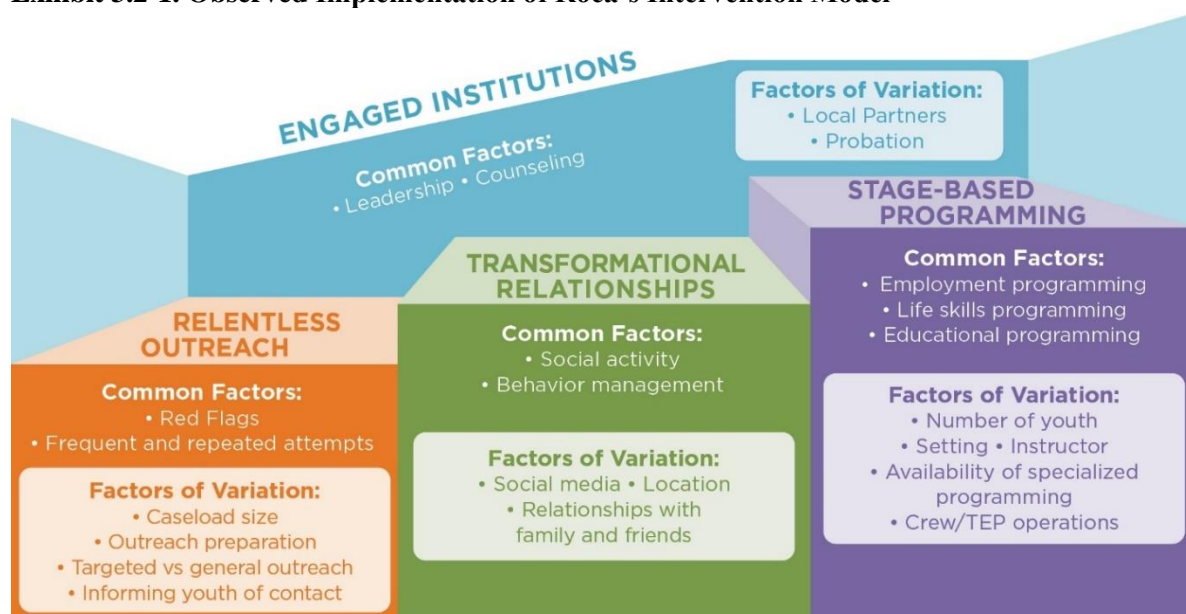 Exhibit 3.2-1. Observed Implementation of Roca's Intervention Model
ENGAGED INSTITUTIONS
Common Factors:
• Leadership • Counseling
Factors of Variation:
• Local Partners
• Probation
RELENTLESS
OUTREACH
Common Factors:
• Red Flags
• Frequent and repeated attempts
Factors of Variation:
• Caseload size
• Outreach preparation
• Targeted vs general outreach
• Informing youth of contact
TRANSFORMATIONAL
RELATIONSHIPS
Common Factors:
• Social activity
• Behavior management
Factors of Variation:
• Social media • Location
• Relationships with
family and friends
STAGE-BASED
PROGRAMMING
Common Factors:
• Employment programming
• Life skills programming
• Educational programming
Factors of Variation:
• Number of youth
• Setting • Instructor
• Availability of specialized
programming
• Crew/TEP operations